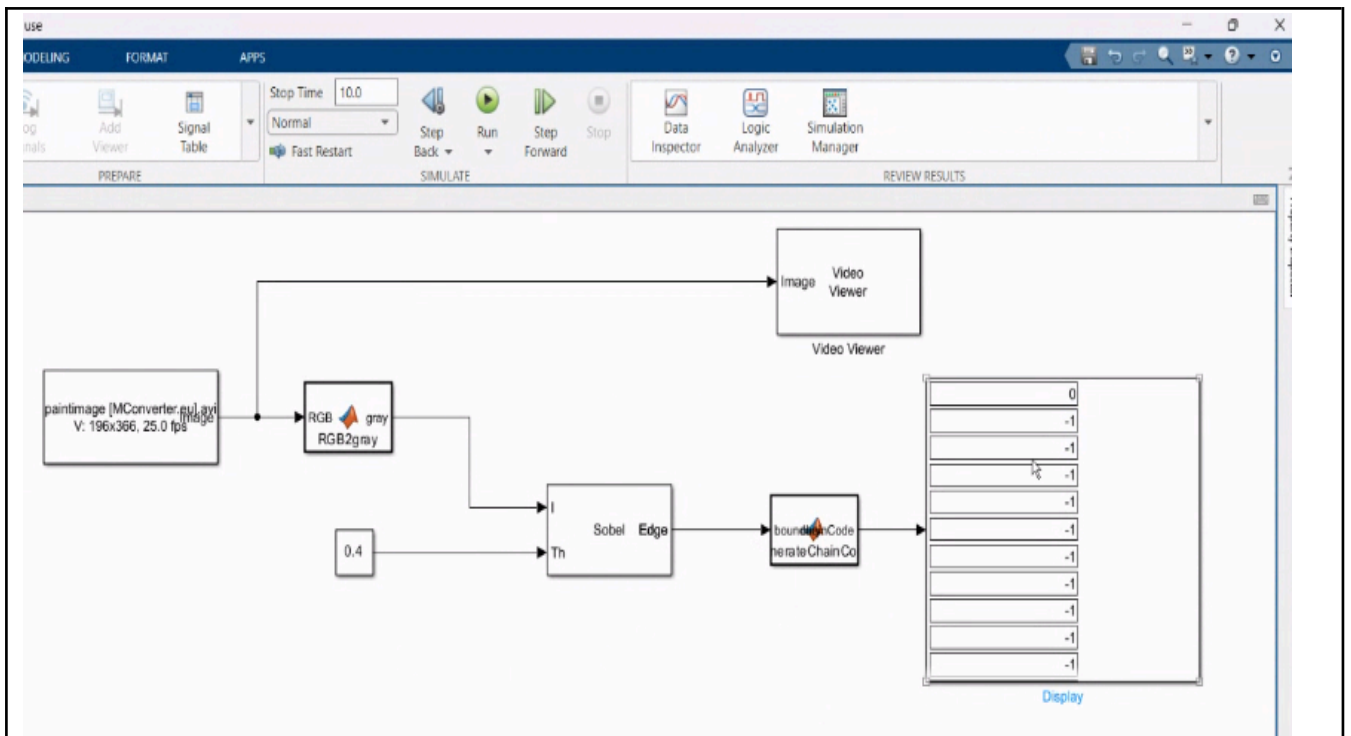 use
ODELING FORMAT APPS
Stop Time 10.0
Normal
Fast Restart
Add
Viewer
Signal
Table
Step
Back
Run
Step
Forward
Stop
Data
Inspector
Logic
Analyzer
Simulation
Manager
PREPARE SIMULATE REVIEW RESULTS
Image Video
Viewer
Video Viewer
paintimage [MConverter.eu].avi
Image
V: 196x366, 25.0 fps
RGB gray
RGB2gray
I
Sobel Edge
Th
0.4
nCode
nerateChainCo
0
-1
-1
-1
-1
-1
-1
-1
-1
-1
-1
Display